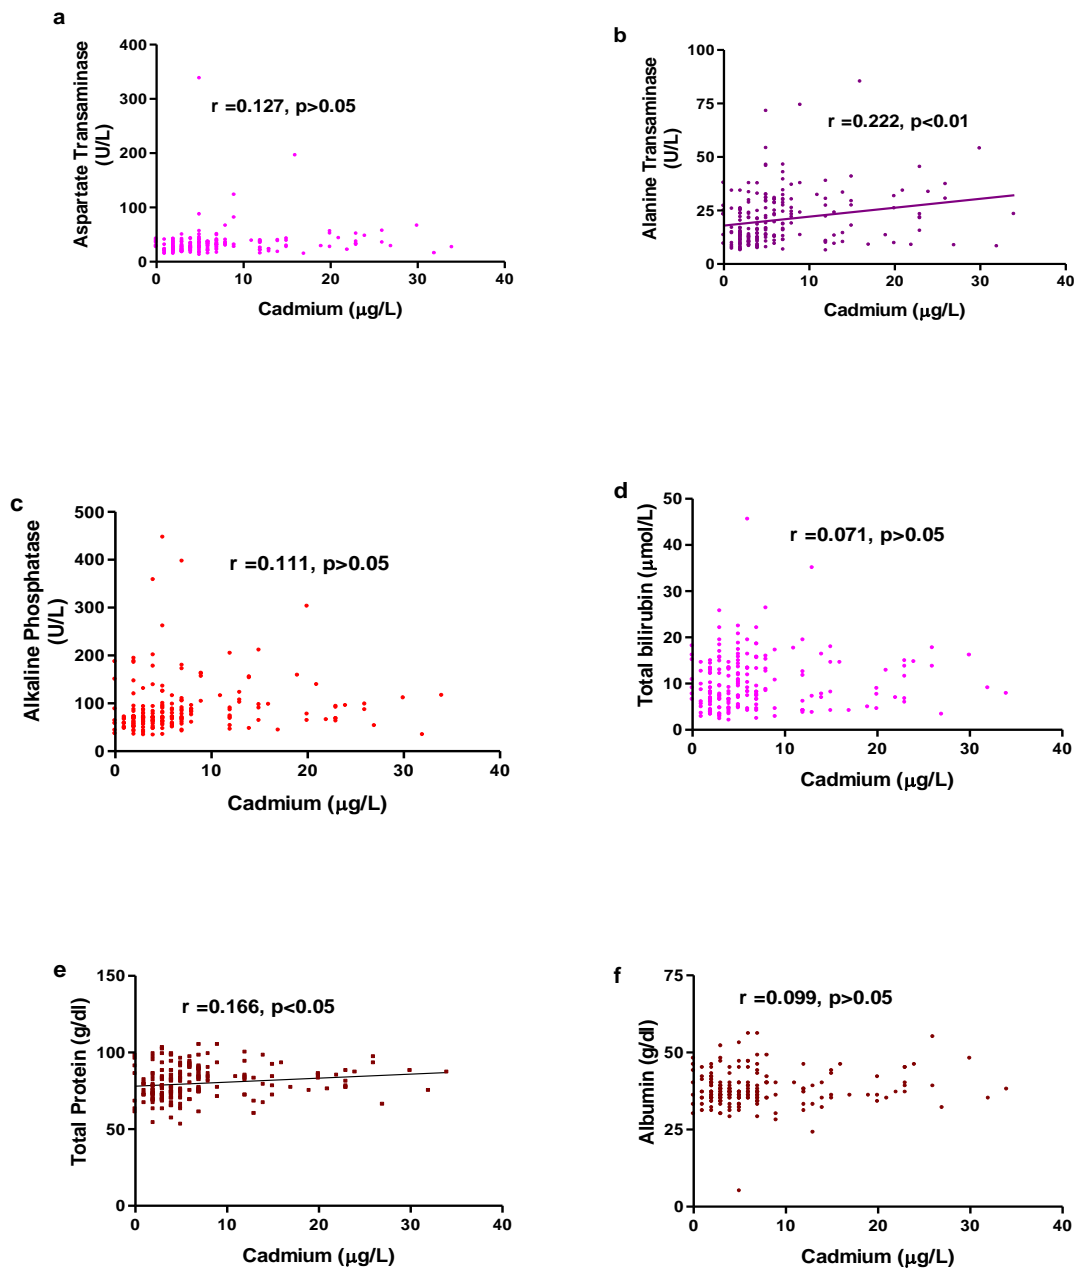 a
Aspartate Transaminase
(U/L)
400
300
200
100
0
r =0.127, p>0.05
0 10 20 30 40
Cadmium (μg/L)
b
Alanine Transaminase
(U/L)
100
75
50
25
0
r =0.222, p<0.01
0 10 20 30 40
Cadmium (μg/L)
c
Alkaline Phosphatase
(U/L)
500
400
300
200
100
0
r =0.111, p>0.05
0 10 20 30 40
Cadmium (μg/L)
d
Total bilirubin (μmol/L)
50
40
30
20
10
0
r =0.071, p>0.05
0 10 20 30 40
Cadmium (μg/L)
e
Total Protein (g/dl)
150
100
50
0
r =0.166, p<0.05
0 10 20 30 40
Cadmium (μg/L)
f
Albumin (g/dl)
75
50
25
0
r =0.099, p>0.05
0 10 20 30 40
Cadmium (μg/L)